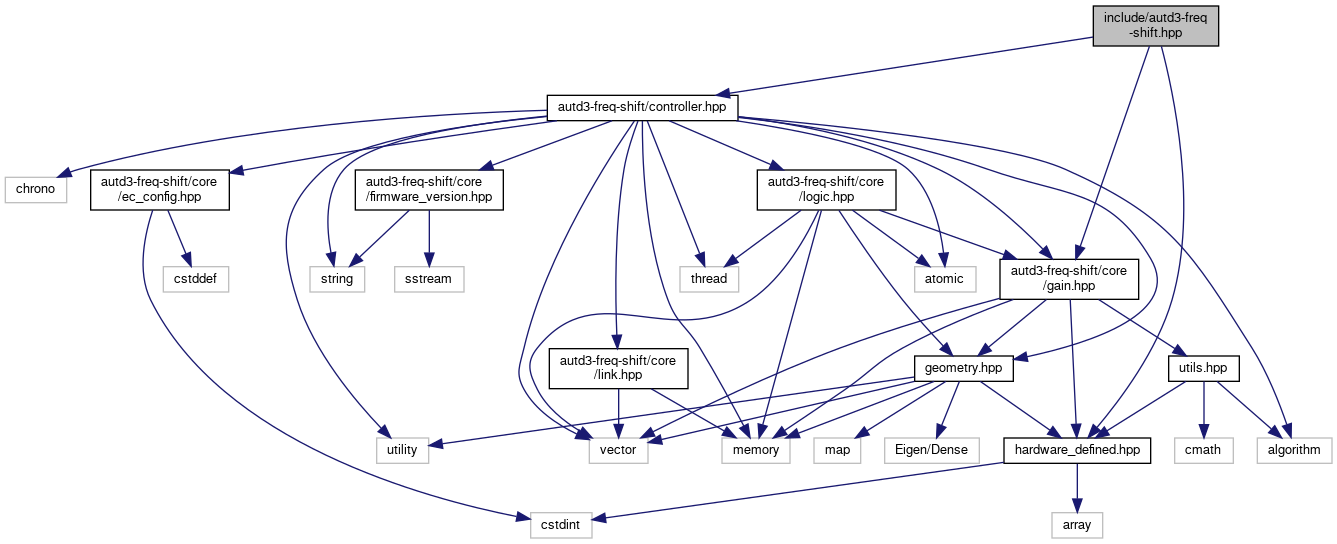 include/autd3-freq
-shift.hpp
autd3-freq-shift/controller.hpp
chrono
autd3-freq-shift/core
/ec_config.hpp
autd3-freq-shift/core
/firmware_version.hpp
autd3-freq-shift/core
/logic.hpp
cstddef
string
sstream
thread
atomic
autd3-freq-shift/core
/gain.hpp
autd3-freq-shift/core
/link.hpp
geometry.hpp
utils.hpp
utility
vector
memory
map
Eigen/Dense
hardware_defined.hpp
cmath
algorithm
cstdint
array